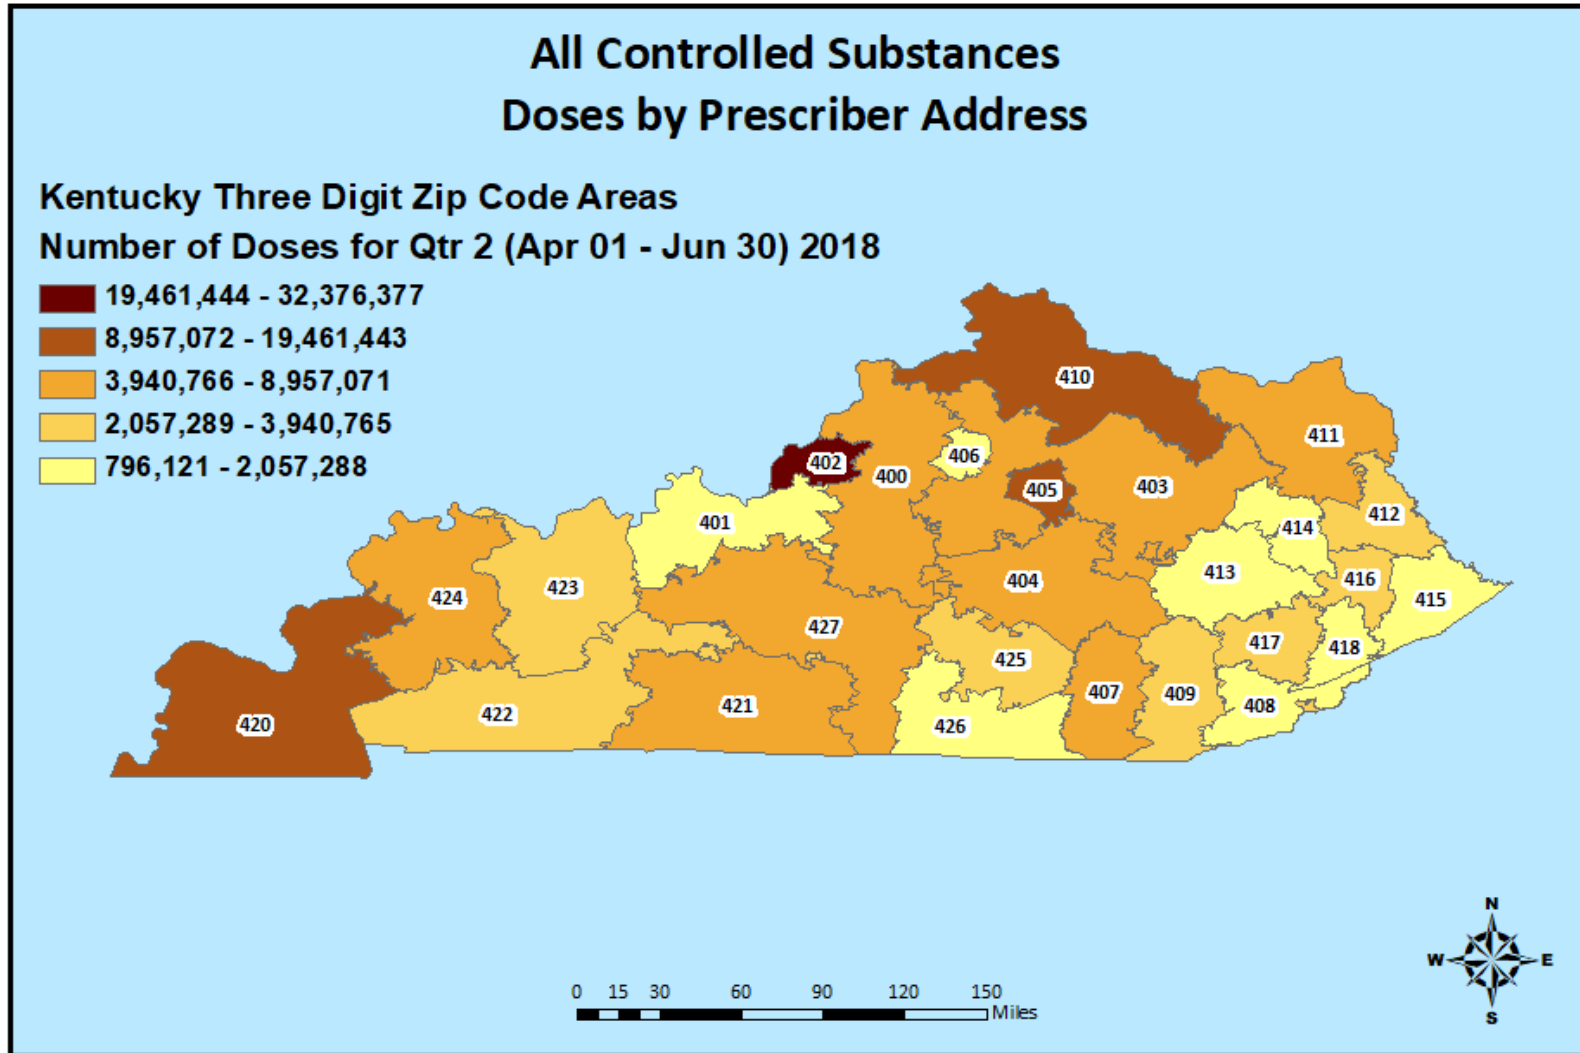 All Controlled Substances
Doses by Prescriber Address
Kentucky Three Digit Zip Code Areas
Number of Doses for Qtr 2 (Apr 01 - Jun 30) 2018
19,461,444 - 32,376,377
8,957,072 - 19,461,443
3,940,766 - 8,957,071
2,057,289 - 3,940,765
796,121 - 2,057,288
410
411
402
406
400
405
403
401
412
414
404
413
416
424
423
415
427
417
418
425
407
409
408
421
422
426
420
N
W E
S
0 15 30 60 90 120 150
Miles